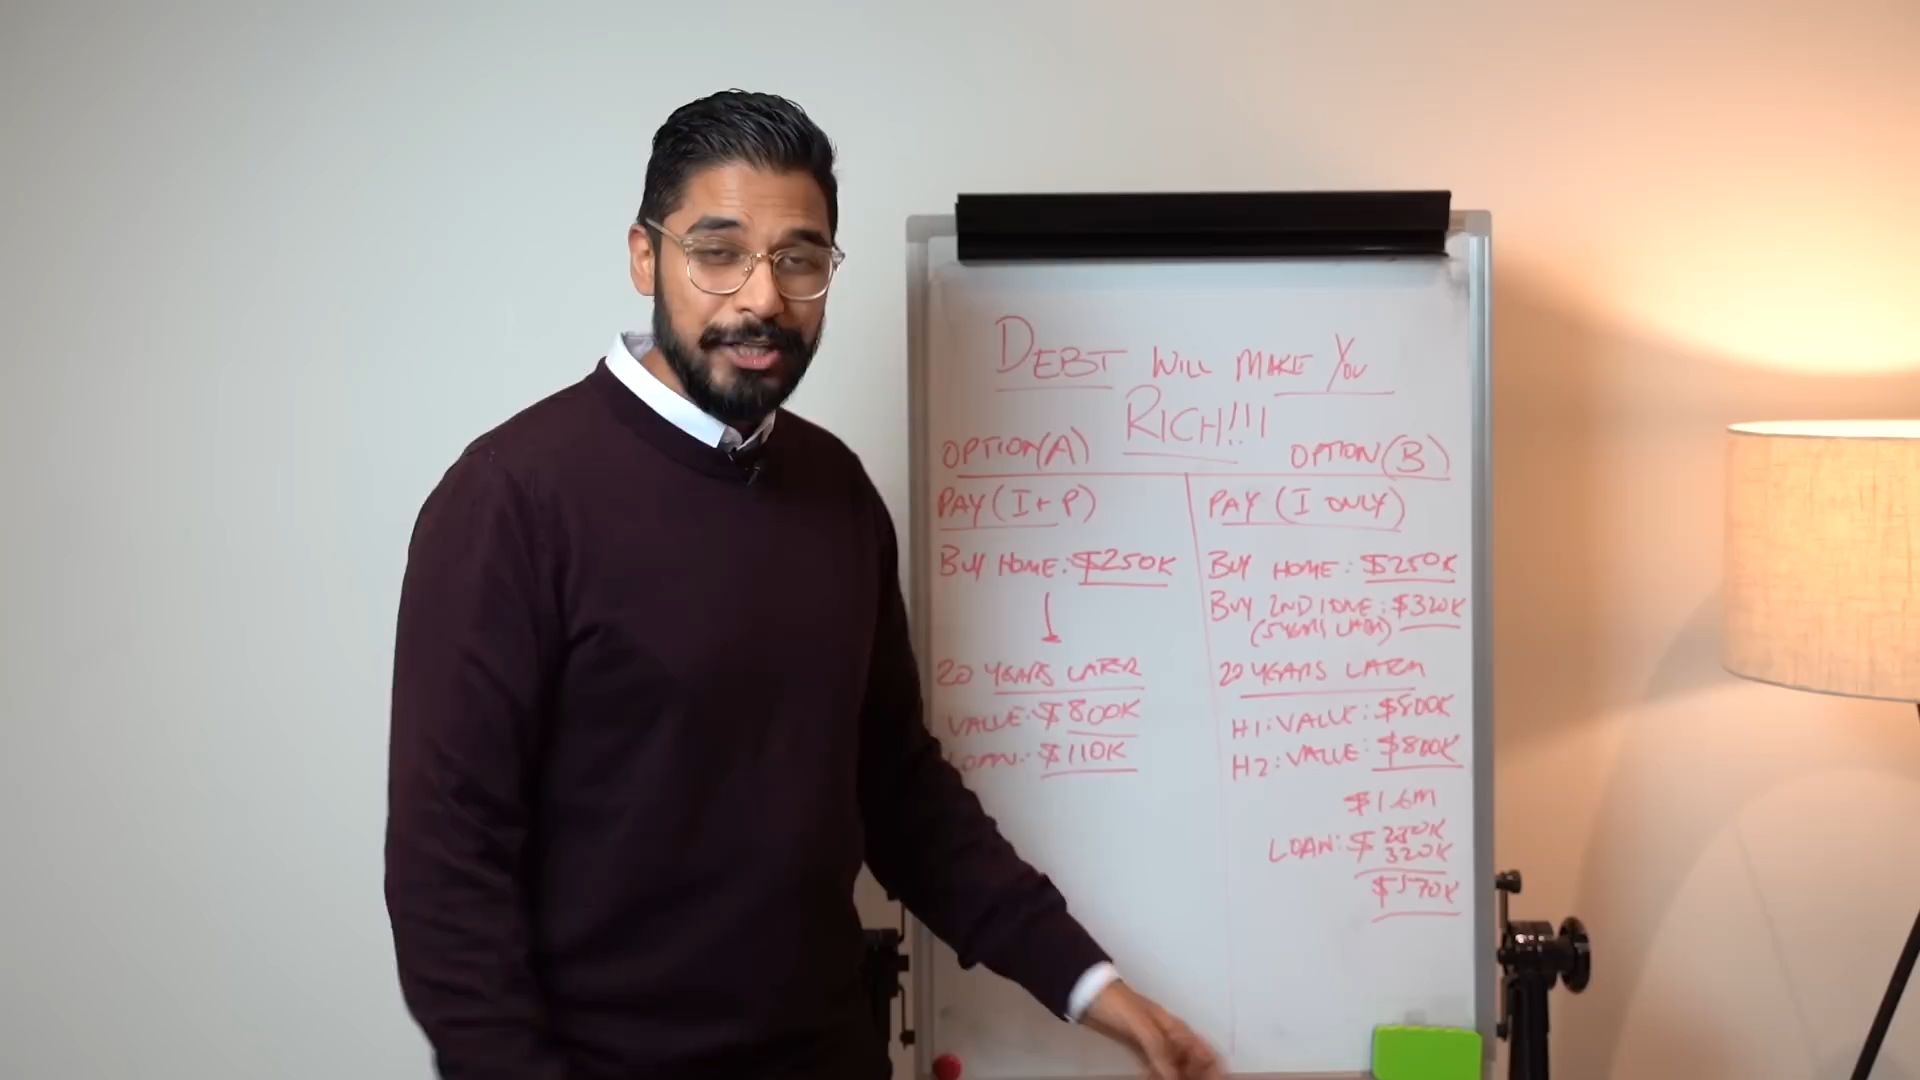 DEBT WILL MAKE YOU
RICH!!!
OPTION(A)
PAY (I + P)
BUY HOME: $250K
20 YEARS LATER
VALUE: $800K
LOAN: $110K
OPTION(B)
PAY (I ONLY)
BUY HOME: $250K
BUY 2ND HOME: $320K
(5 YEARS LATER)
20 YEARS LATER
H1: VALUE: $800K
H2: VALUE: $800K
$1.6M
LOAN: $ 250K
320K
$570K